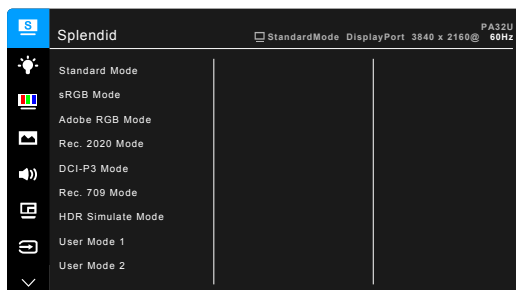 S
PA32U
Splendid
StandardMode DisplayPort 3840 x 2160@ 60Hz
Standard Mode
sRGB Mode
Adobe RGB Mode
Rec. 2020 Mode
DCI-P3 Mode
Rec. 709 Mode
HDR Simulate Mode
User Mode 1
User Mode 2